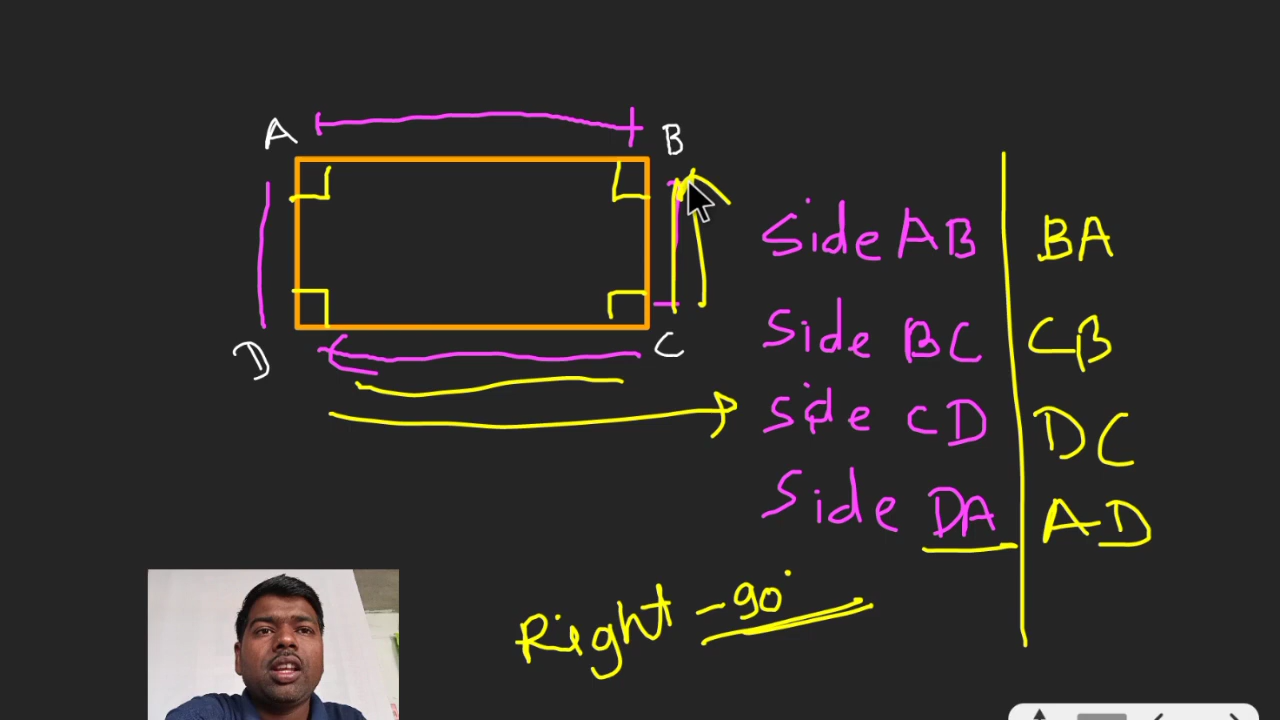 A B
D C
Side AB BA
Side BC CB
Side CD DC
Side DA AD
Right - 90°